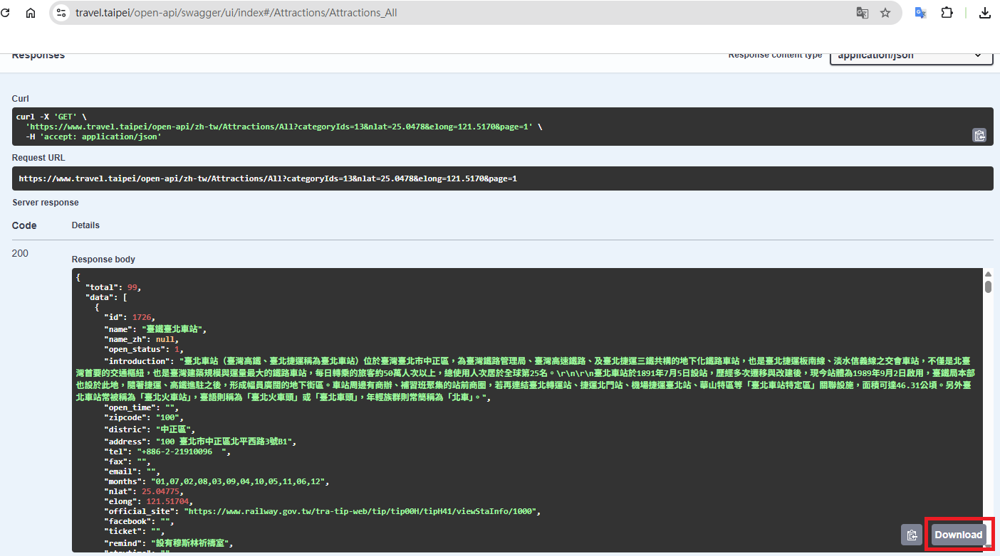 travel.taipei/open-api/swagger/ui/index#/Attractions/Attractions_All
Responses
Response content type
application/json
Curl
curl -X 'GET' \
'https://www.travel.taipei/open-api/zh-tw/Attractions/All?categoryIds=13&nlat=25.0478&elong=121.5170&page=1' \
-H 'accept: application/json'
Request URL
https://www.travel.taipei/open-api/zh-tw/Attractions/All?categoryIds=13&nlat=25.0478&elong=121.5170&page=1
Server response
Code Details
200
Response body
{
"total": 99,
"data": [
{
"id": 1726,
"name": "臺鐵臺北車站",
"name_zh": null,
"open_status": 1,
"introduction": "臺北車站（臺灣高鐵、臺北捷運稱為臺北車站）位於臺灣臺北市中正區，為臺灣鐵路管理局、臺灣高速鐵路、及臺北捷運三鐵共構的地下化鐵路車站，也是臺北捷運板南線、淡水信義線之交會車站，不僅是北臺
灣首要的交通樞紐，也是臺灣建築規模與運量最大的鐵路車站，每日轉乘的旅客約50萬人次以上，總使用人次居於全球第25名。\r\n\r\n臺北車站於1891年7月5日設站，歷經多次遷移與改建後，現今站體為1989年9月2日啟用，臺鐵局本部
也設於此地，隨著捷運、高鐵進駐之後，形成幅員廣闊的地下街區。車站周邊有商辦、補習班聚集的站前商圈，若再連結臺北轉運站、捷運北門站、機場捷運臺北站、華山特區等「臺北車站特定區」關聯設施，面積可達46.31公頃。另外臺
北車站常被稱為「臺北火車站」，臺語則稱為「臺北火車頭」或「臺北車頭」，年輕族群則常簡稱為「北車」。",
"open_time": "",
"zipcode": "100",
"distric": "中正區",
"address": "100 臺北市中正區北平西路3號B1",
"tel": "+886-2-21910096  ",
"fax": "",
"email": "",
"months": "01,07,02,08,03,09,04,10,05,11,06,12",
"nlat": 25.04775,
"elong": 121.51704,
"official_site": "https://www.railway.gov.tw/tra-tip-web/tip/tip00H/tipH41/viewStaInfo/1000",
"facebook": "",
"ticket": "",
"remind": "設有穆斯林祈禱室",
Download